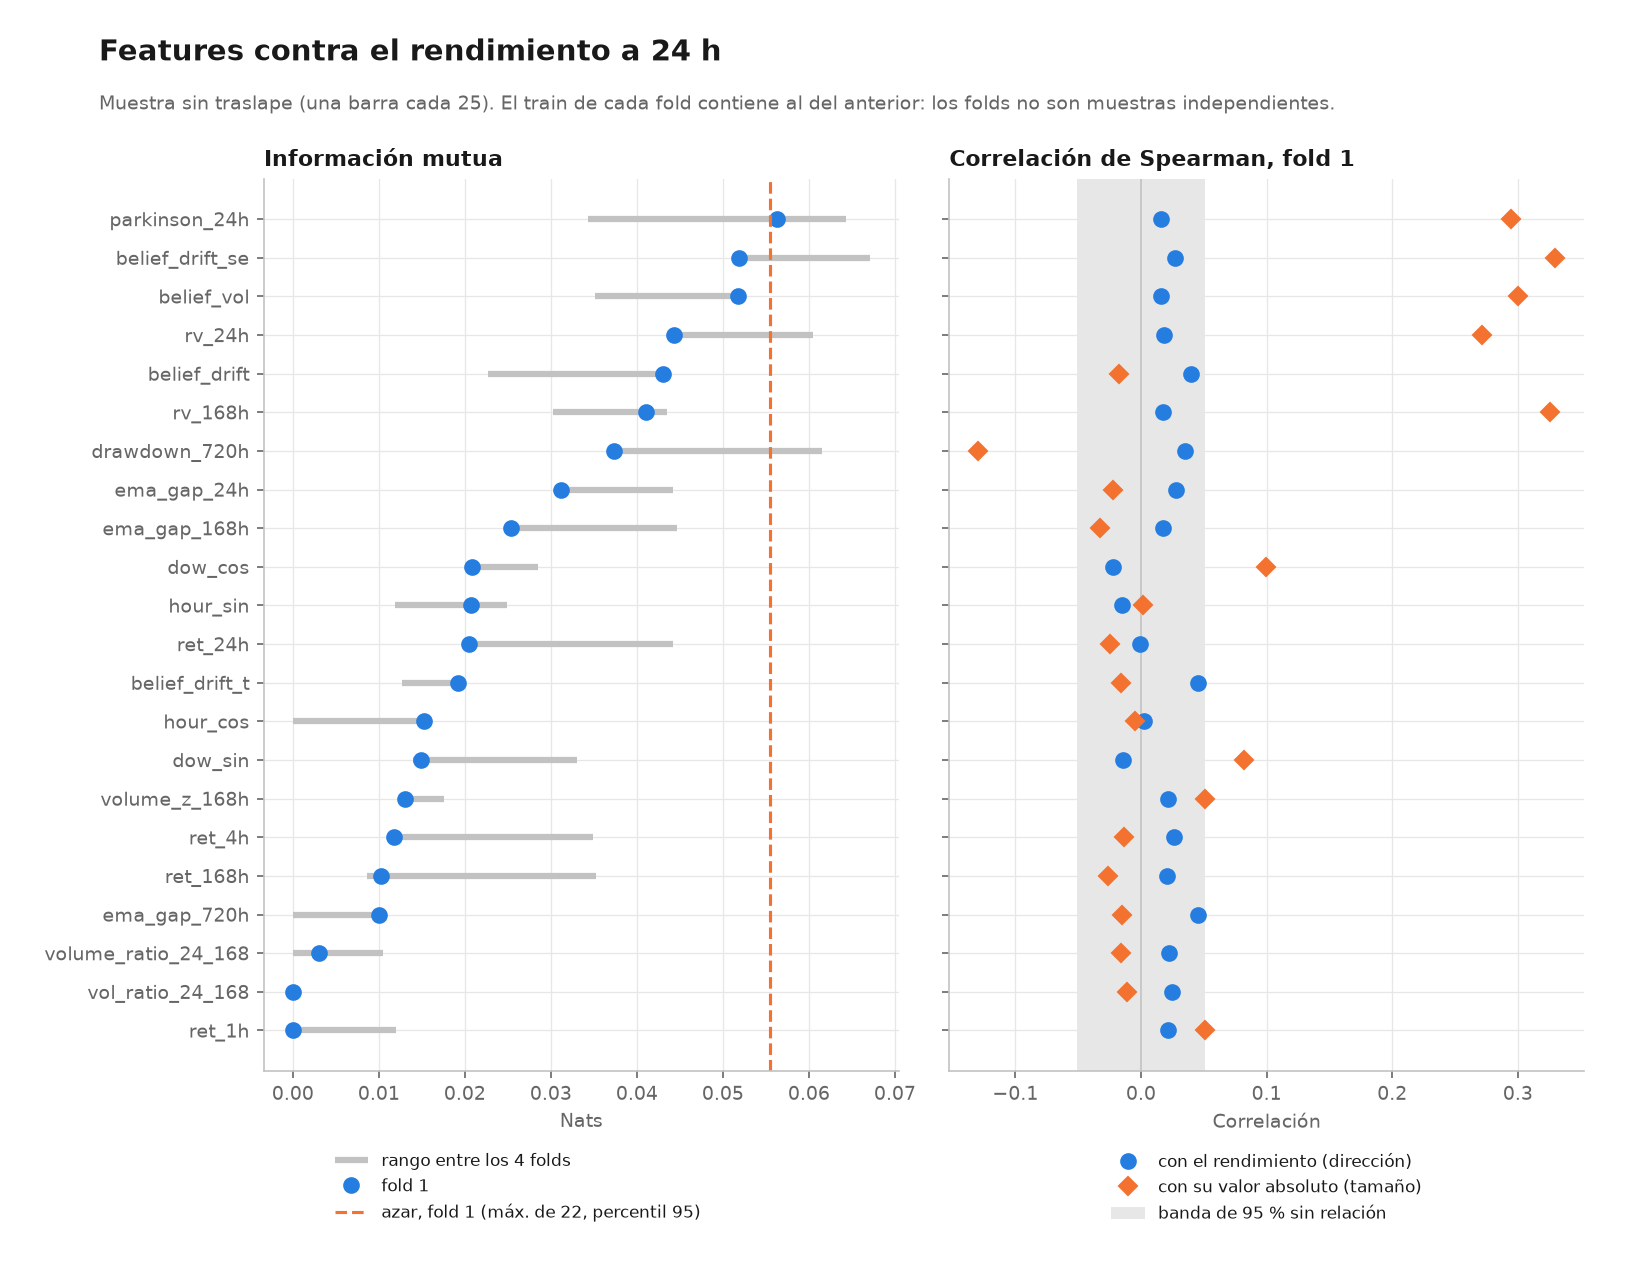 Features contra el rendimiento a 24 h
Muestra sin traslape (una barra cada 25). El train de cada fold contiene al del anterior: los folds no son muestras independientes.
Información mutua
parkinson_24h
belief_drift_se
belief_vol
rv_24h
belief_drift
rv_168h
drawdown_720h
ema_gap_24h
ema_gap_168h
dow_cos
hour_sin
ret_24h
belief_drift_t
hour_cos
dow_sin
volume_z_168h
ret_4h
ret_168h
ema_gap_720h
volume_ratio_24_168
vol_ratio_24_168
ret_1h
0.00 0.01 0.02 0.03 0.04 0.05 0.06 0.07
Nats
rango entre los 4 folds
fold 1
azar, fold 1 (máx. de 22, percentil 95)
Correlación de Spearman, fold 1
−0.1 0.0 0.1 0.2 0.3
Correlación
con el rendimiento (dirección)
con su valor absoluto (tamaño)
banda de 95 % sin relación